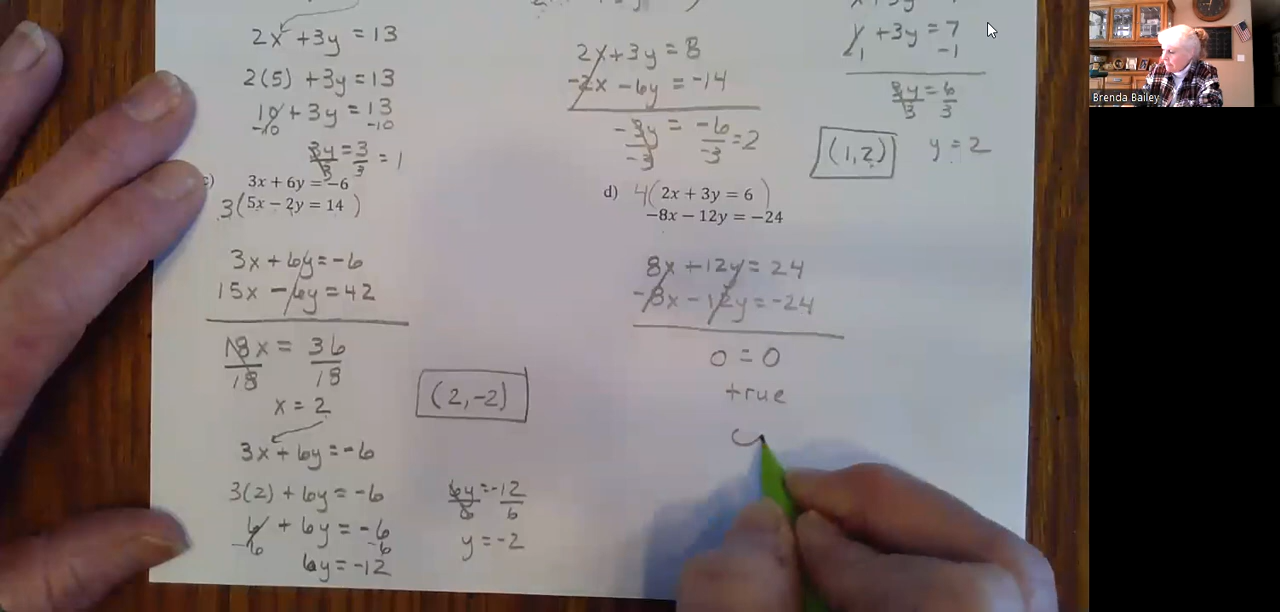 2x + 3y = 13
2(5) + 3y = 13
10 + 3y = 13
-10 -10
3y/3 = 3/3 = 1
2x + 3y = 8
-2x - 6y = -14
-3y/-3 = -6/-3 = 2
1 + 3y = 7
-1 -1
3y/3 = 6/3
(1, 2) y = 2
3x + 6y = -6
3( 5x - 2y = 14 )
3x + 6y = -6
15x - 6y = 42
18x/18 = 36/18
x = 2
(2, -2)
3x + 6y = -6
3(2) + 6y = -6
6 + 6y = -6
-6 -6
6y = -12
6y/6 = -12/6
y = -2
d) 4( 2x + 3y = 6 )
-8x - 12y = -24
8x + 12y = 24
-8x - 12y = -24
0 = 0
true
Brenda Bailey